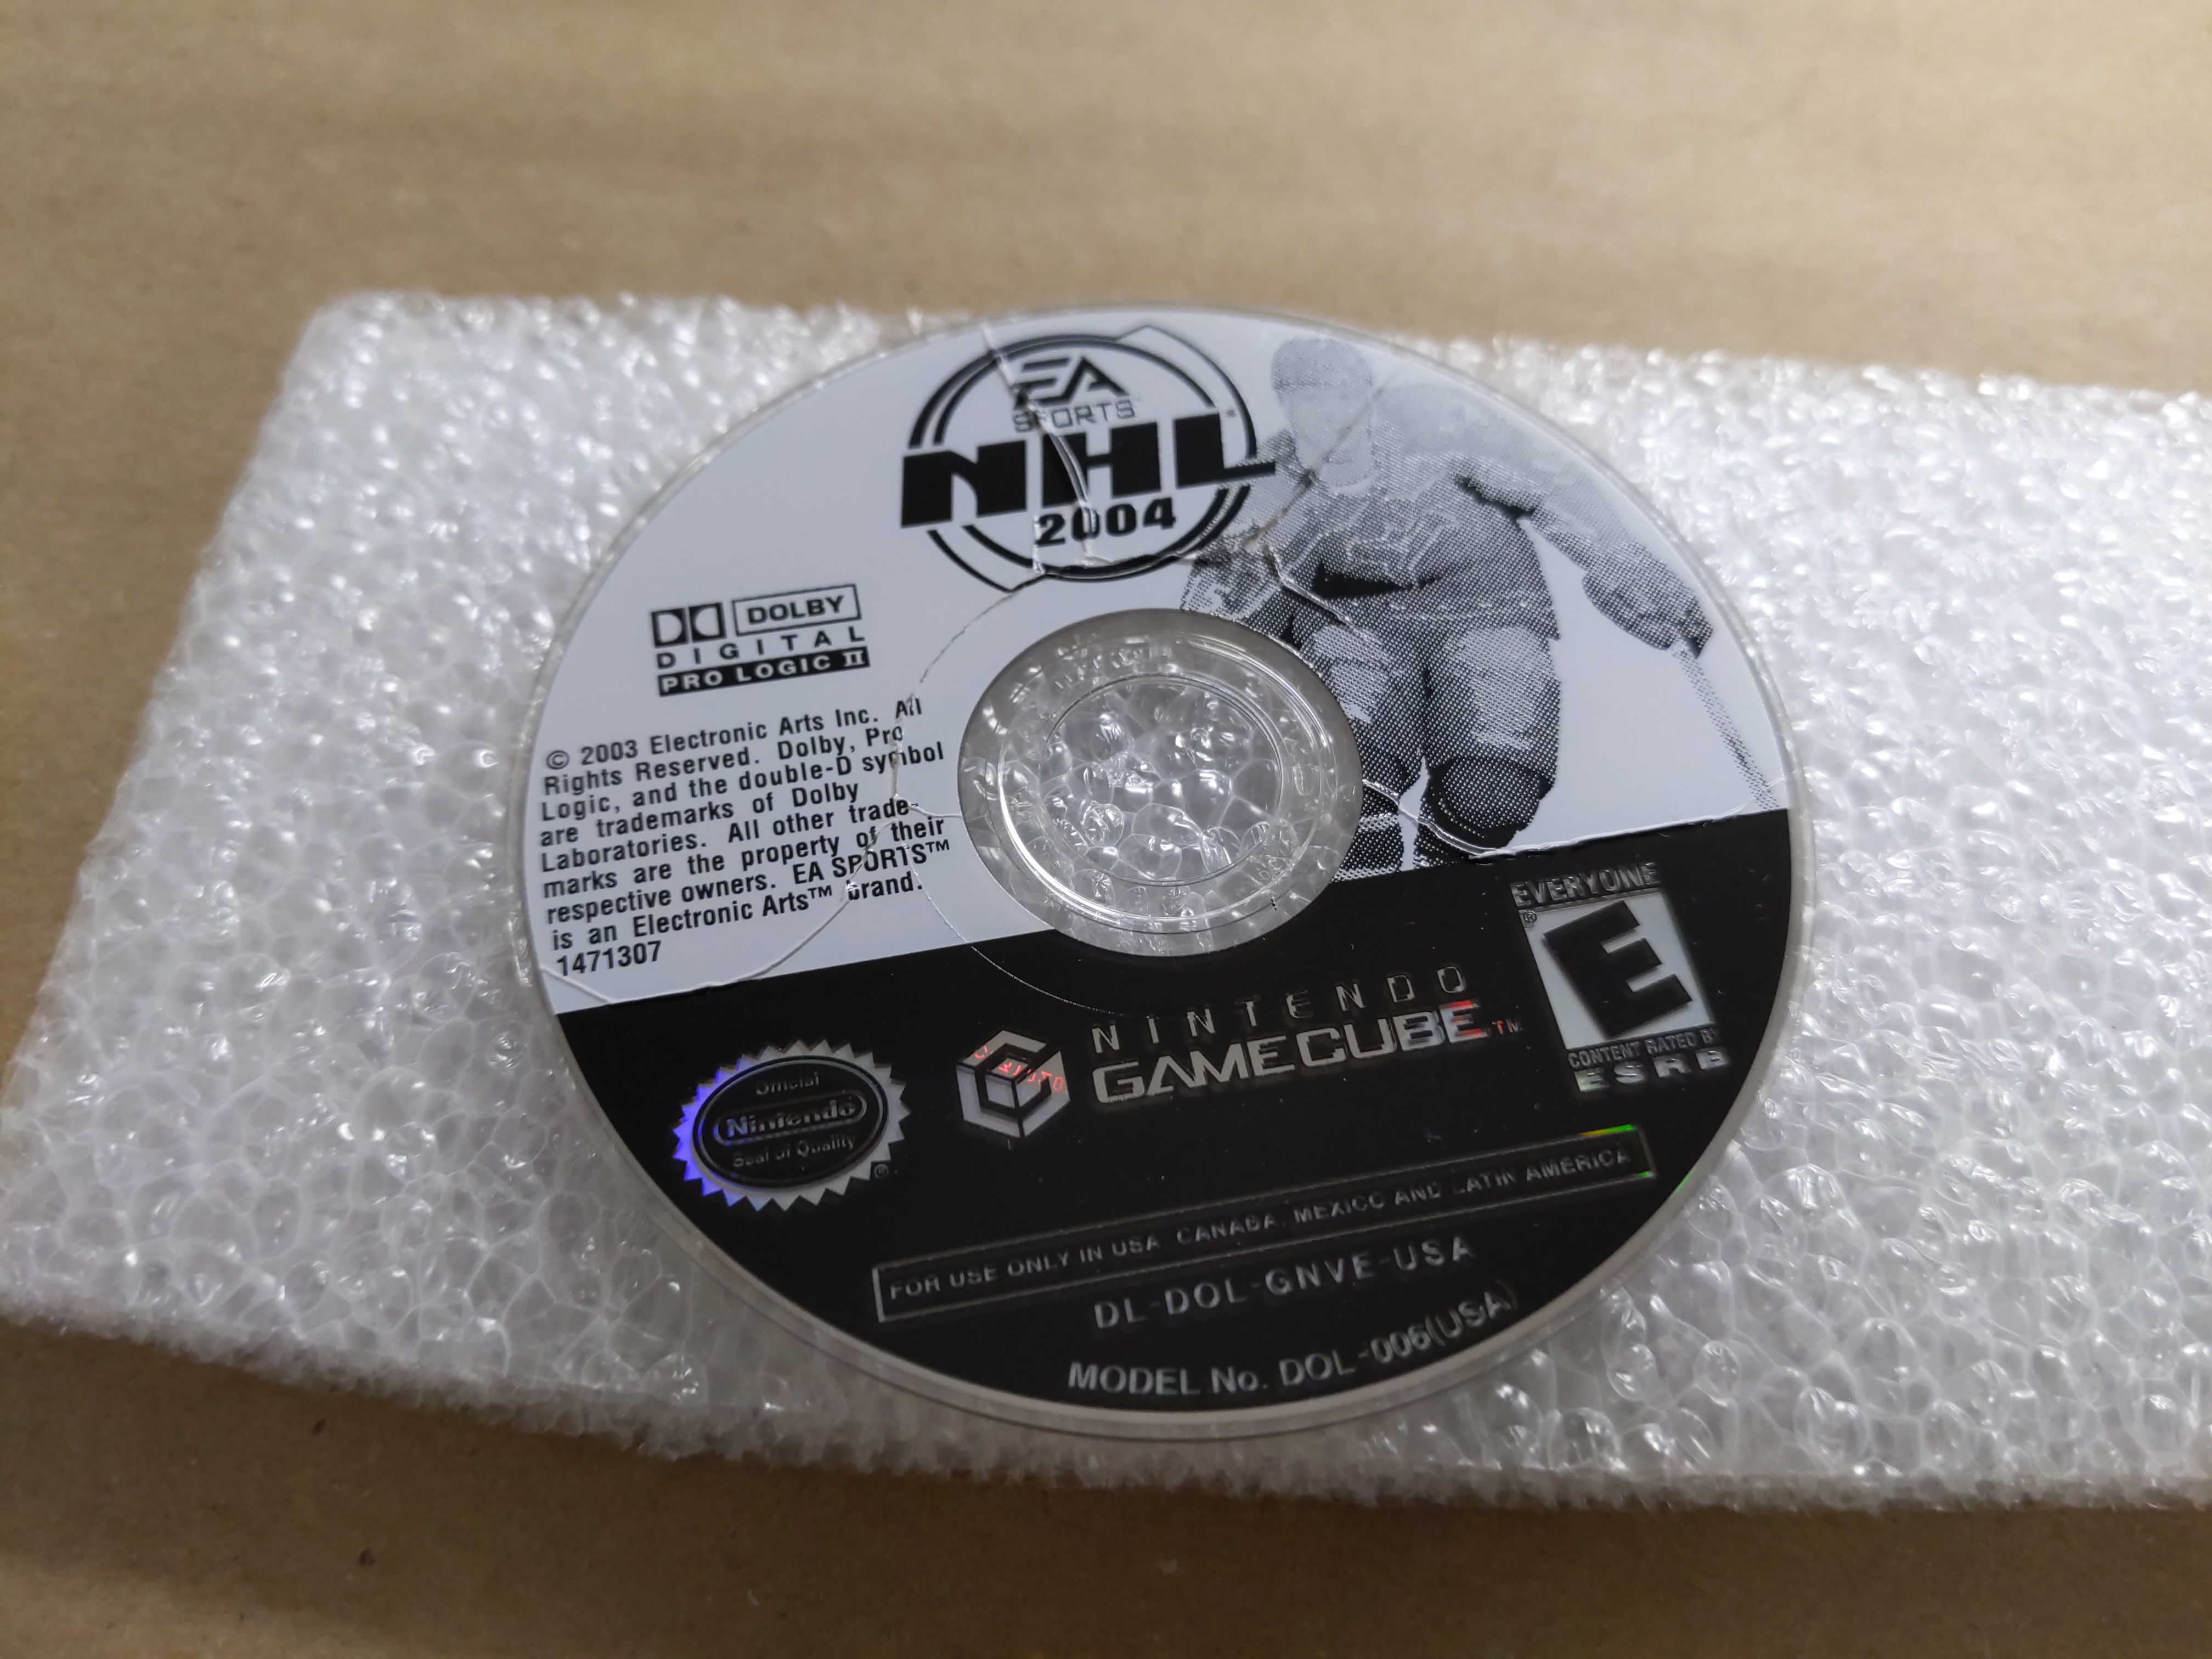 EA
SPORTS™
NHL®
2004
DOLBY
DIGITAL
PRO LOGIC II
© 2003 Electronic Arts Inc. All
Rights Reserved. Dolby, Pro
Logic, and the double-D symbol
are trademarks of Dolby
Laboratories. All other trade-
marks are the property of their
respective owners. EA SPORTS™
is an Electronic Arts™ brand.
1471307
EVERYONE
E
®
CONTENT RATED BY
ESRB
NINTENDO
GAMECUBE™
Official
Nintendo
Seal of Quality
®
FOR USE ONLY IN USA, CANADA, MEXICO AND LATIN AMERICA
DL-DOL-GNVE-USA
MODEL No. DOL-006(USA)